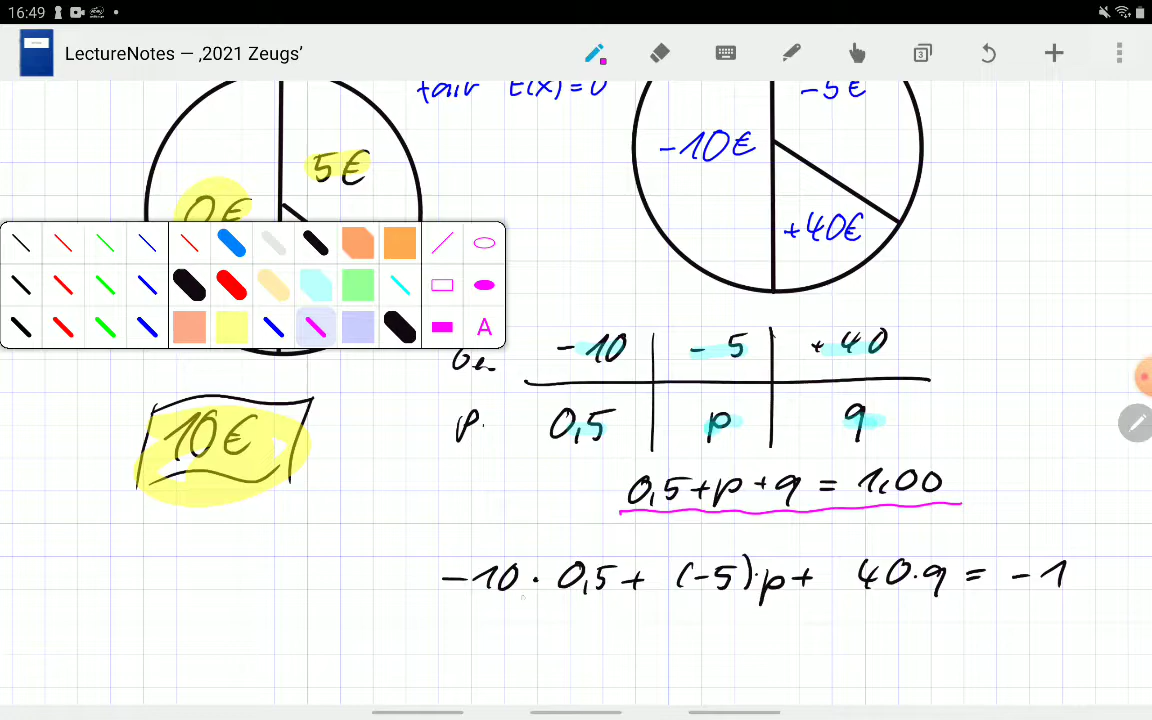 16:49
LectureNotes — ‚2021 Zeugs’
3
fair E(X) = 0
-5€
-10€
5€
0€
+40€
A
-10 -5 +40
10€
P. 0,5 p q
0,5+p+q = 1,00
-10 · 0,5 + (-5)·p + 40·q = -1